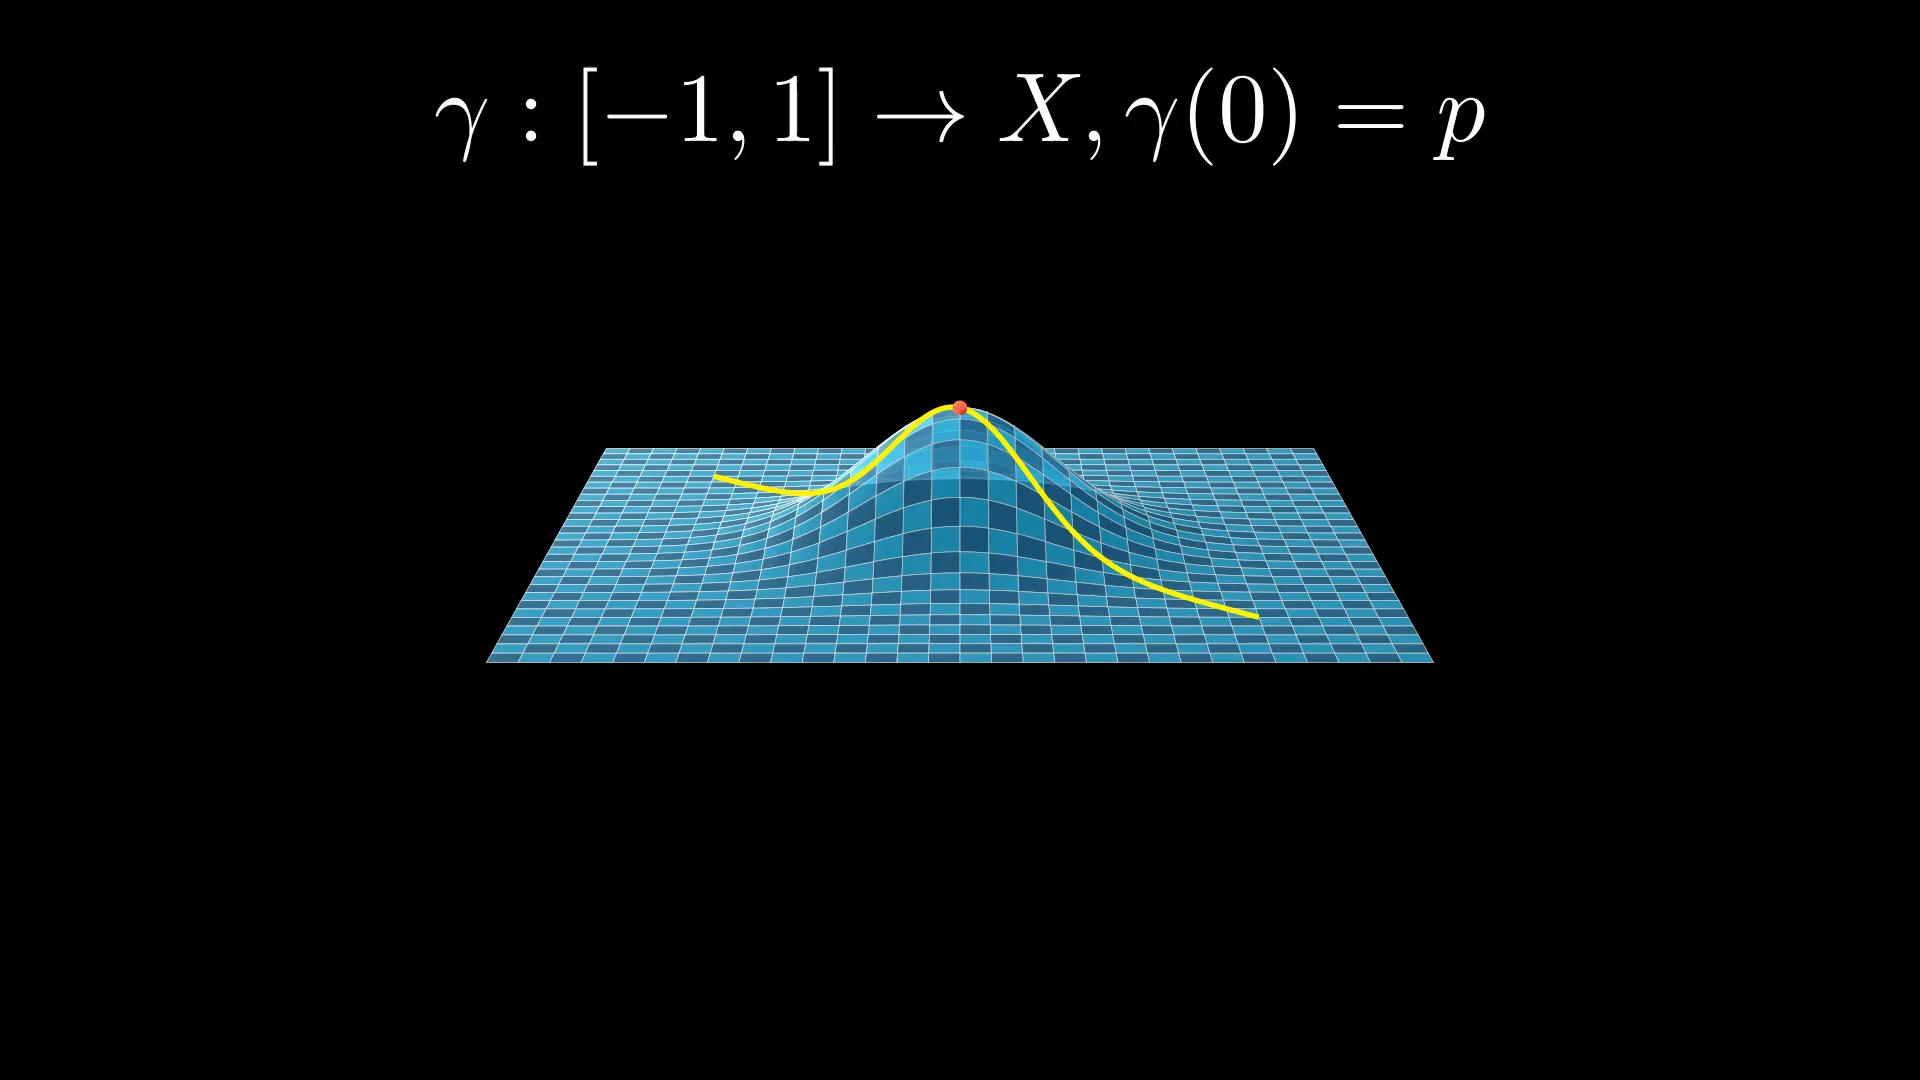 γ : [−1, 1] → X, γ(0) = p